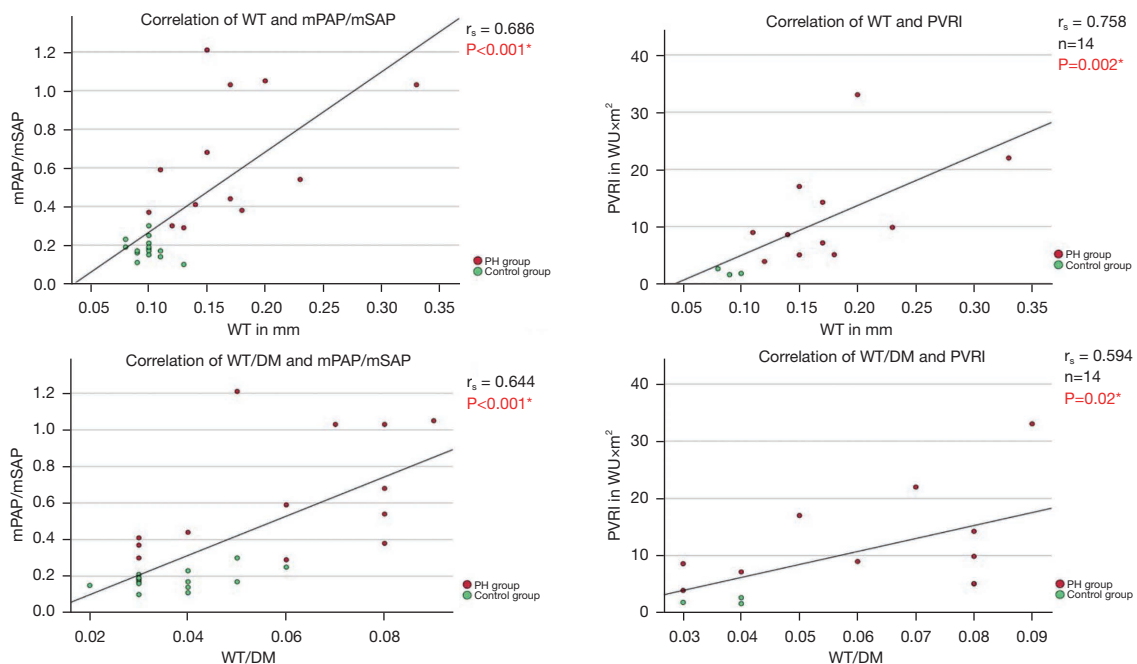 Correlation of WT and mPAP/mSAP
r_s = 0.686
P<0.001*
mPAP/mSAP
1.2
1.0
0.8
0.6
0.4
0.2
0.0
0.05 0.10 0.15 0.20 0.25 0.30 0.35
WT in mm
PH group
Control group
Correlation of WT and PVRI
r_s = 0.758
n=14
P=0.002*
PVRI in WU×m²
40
30
20
10
0
0.05 0.10 0.15 0.20 0.25 0.30 0.35
WT in mm
PH group
Control group
Correlation of WT/DM and mPAP/mSAP
r_s = 0.644
P<0.001*
mPAP/mSAP
1.2
1.0
0.8
0.6
0.4
0.2
0.0
0.02 0.04 0.06 0.08
WT/DM
PH group
Control group
Correlation of WT/DM and PVRI
r_s = 0.594
n=14
P=0.02*
PVRI in WU×m²
40
30
20
10
0
0.03 0.04 0.05 0.06 0.07 0.08 0.09
WT/DM
PH group
Control group